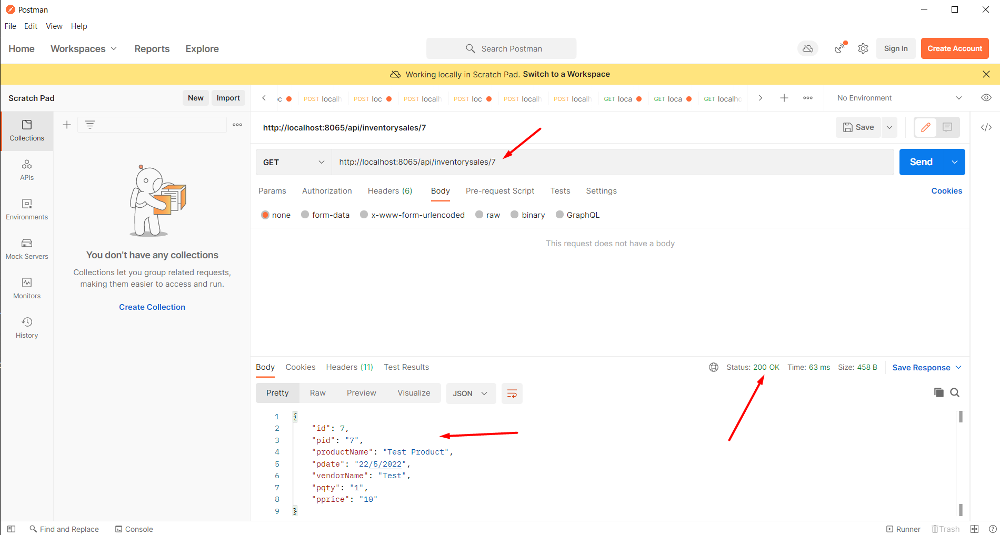 Postman
File Edit View Help
Home Workspaces Reports Explore Search Postman Sign In Create Account
Working locally in Scratch Pad. Switch to a Workspace
Scratch Pad New Import
POST localh POST loc POST localh POST loc POST localh POST localh GET loca GET loca GET localho
No Environment
Collections
APIs
Environments
Mock Servers
Monitors
History
You don't have any collections
Collections let you group related requests,
making them easier to access and run.
Create Collection
http://localhost:8065/api/inventorysales/7 Save
GET http://localhost:8065/api/inventorysales/7 Send
Params Authorization Headers (6) Body Pre-request Script Tests Settings Cookies
none form-data x-www-form-urlencoded raw binary GraphQL
This request does not have a body
Body Cookies Headers (11) Test Results Status: 200 OK Time: 63 ms Size: 458 B Save Response
Pretty Raw Preview Visualize JSON
1 {
2 "id": 7,
3 "pid": "7",
4 "productName": "Test Product",
5 "pdate": "22/5/2022",
6 "vendorName": "Test",
7 "pqty": "1",
8 "pprice": "10"
9 }
Find and Replace Console Runner Trash